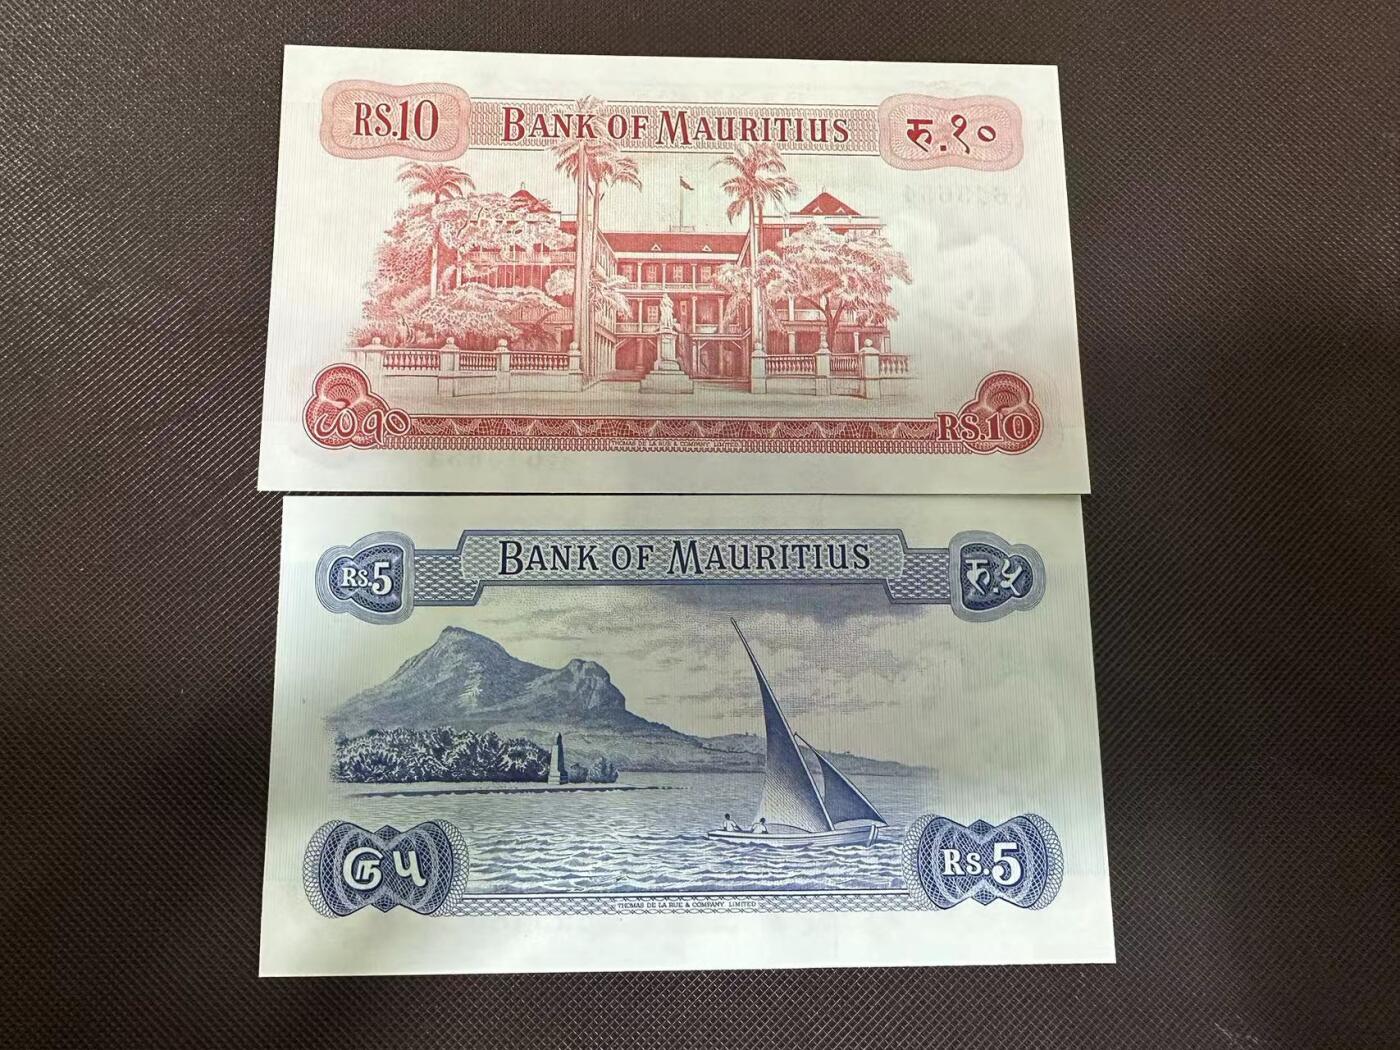 RS.10
BANK OF MAURITIUS
रु.१०
RS.10
THOMAS DE LA RUE & COMPANY, LIMITED
RS.5
BANK OF MAURITIUS
रु.५
ரூ ૫
RS.5
THOMAS DE LA RUE & COMPANY, LIMITED